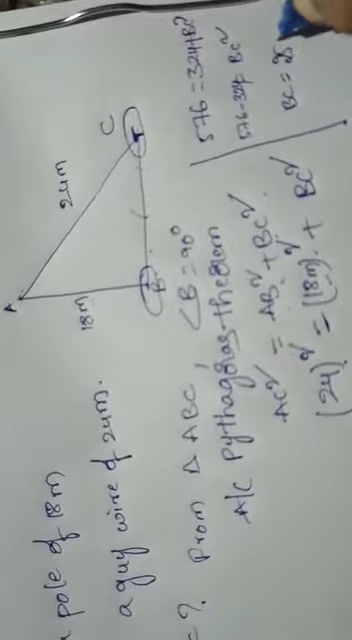 pole of 18m
a guy wire of 24m.
A
18m
24m
B
C
= ?. From Δ ABC, ∠B = 90°
A/c Pythagoras theorem
AC² = AB² + BC².
(24)² = (18m)² + BC²
576 = 324 + BC²
576 - 324 = BC²
BC =